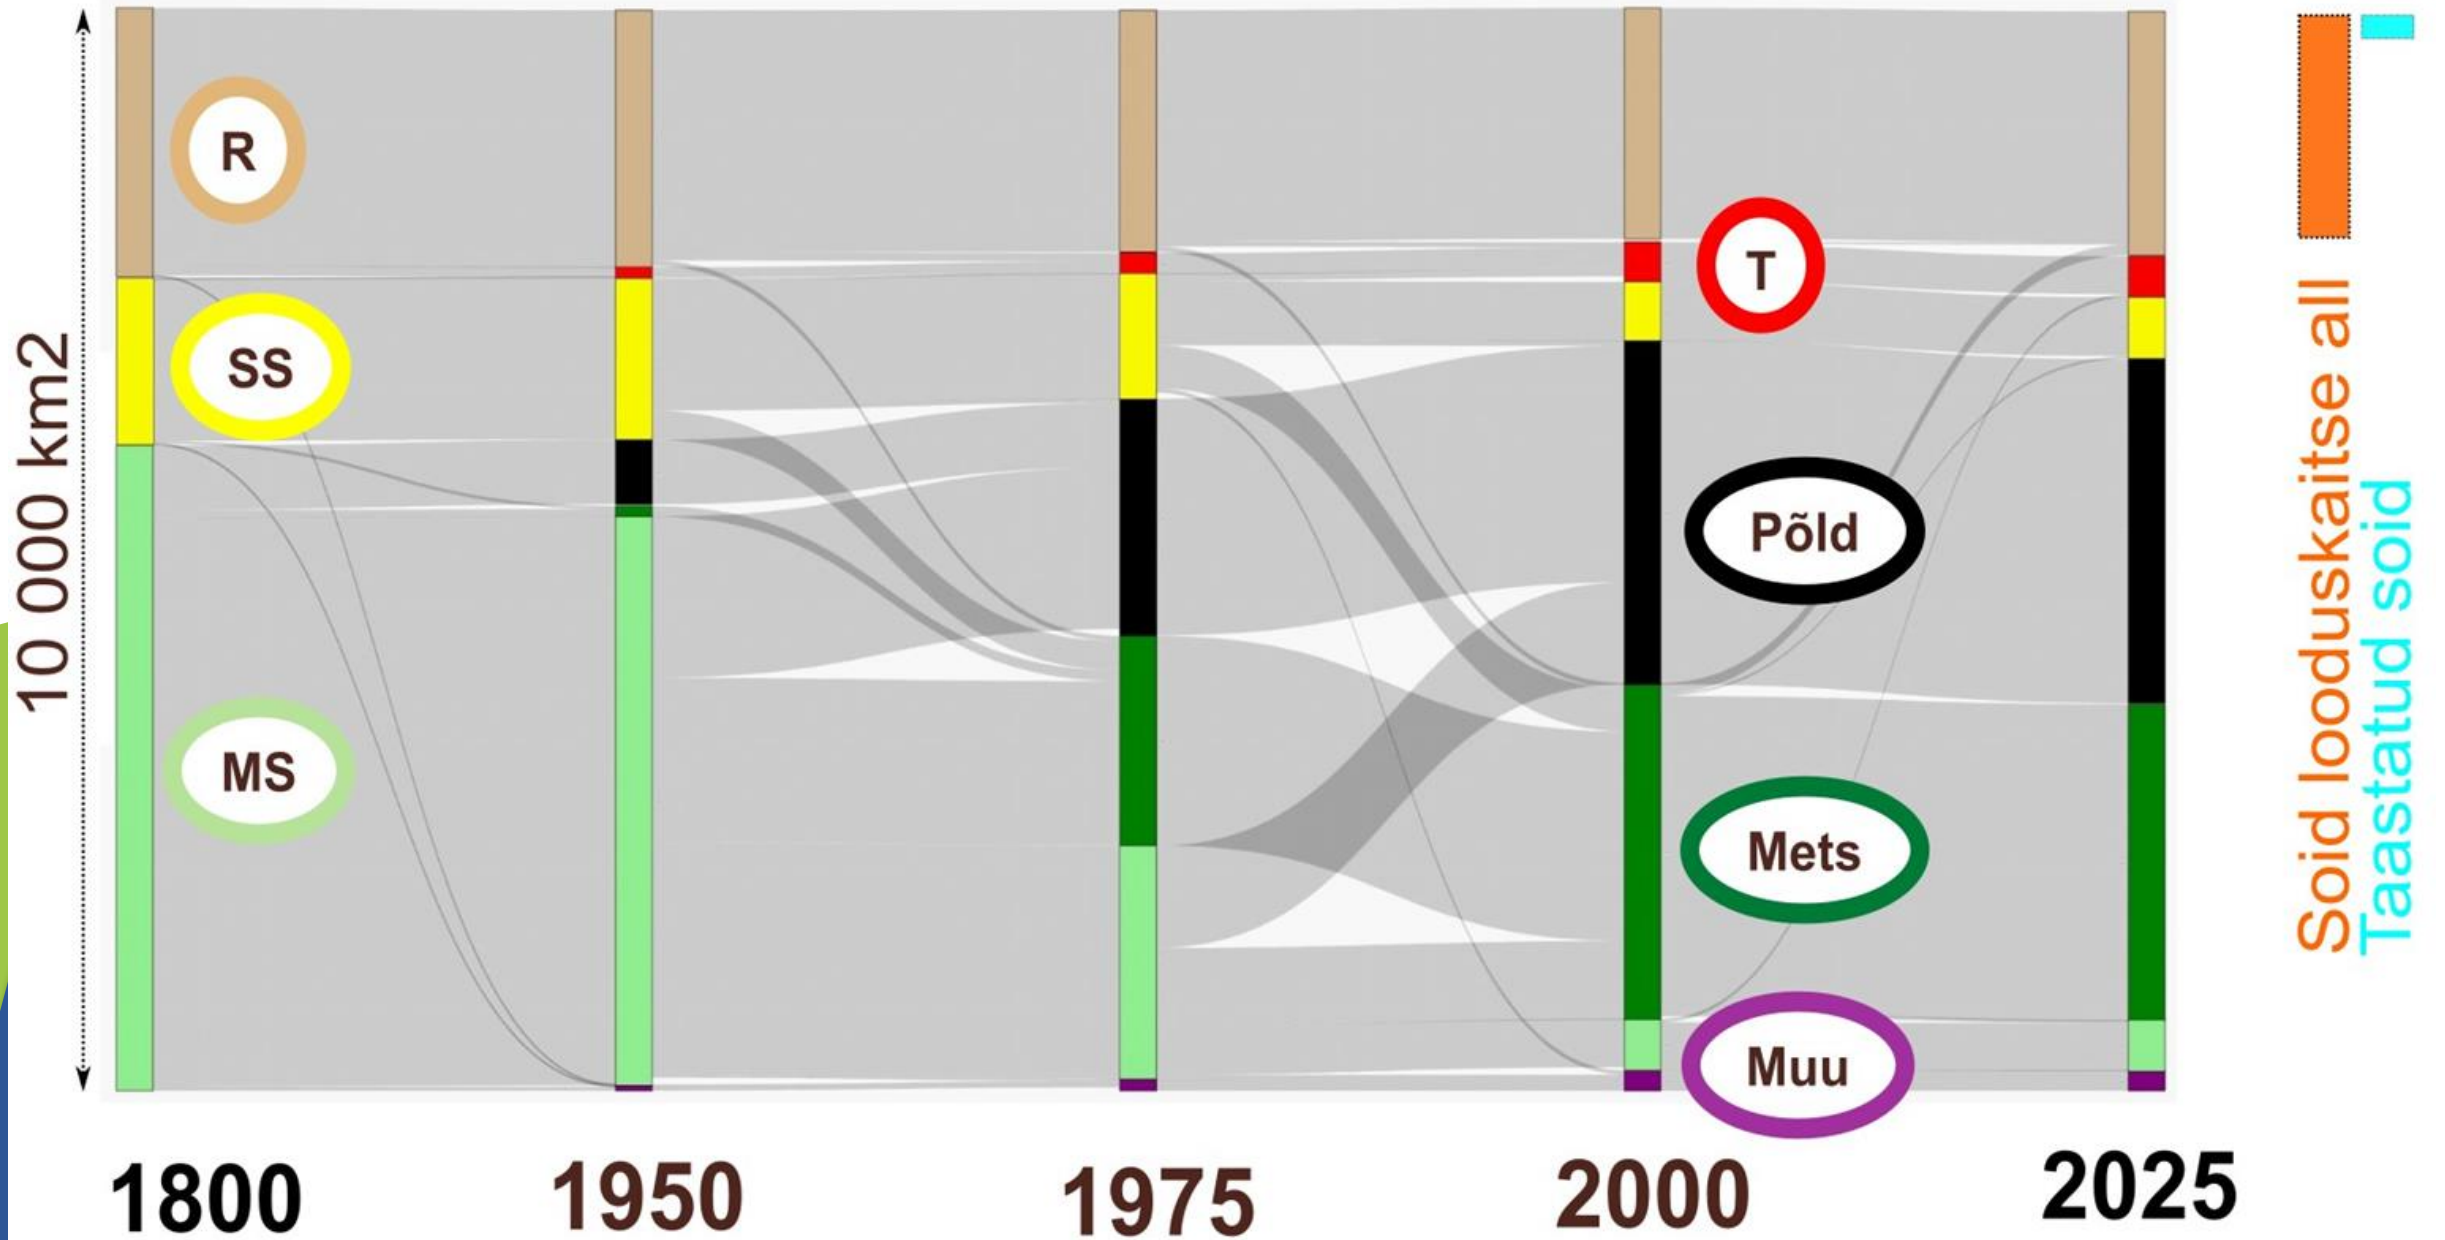 10 000 km2
R
SS
MS
T
Põld
Mets
Muu
1800
1950
1975
2000
2025
Soid looduskaitse all
Taastatud soid